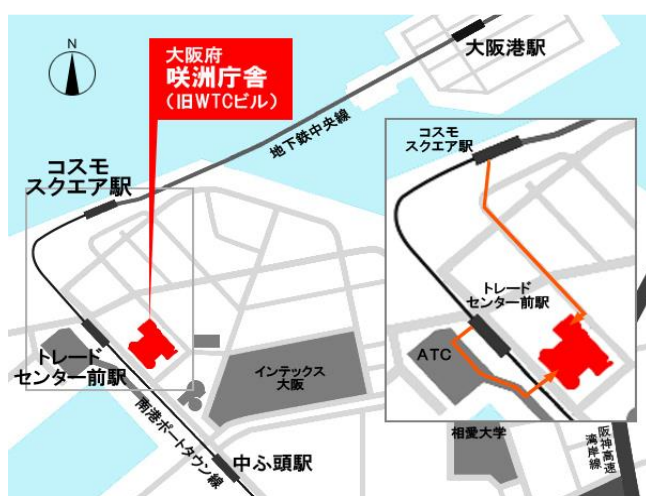 N
大阪府
咲洲庁舎
（旧WTCビル）
大阪港駅
地下鉄中央線
コスモ
スクエア駅
トレード
センター前駅
南港ポートタウン線
中ふ頭駅
インテックス
大阪
相愛大学
阪神高速
湾岸線
コスモ
スクエア駅
トレード
センター前駅
ATC